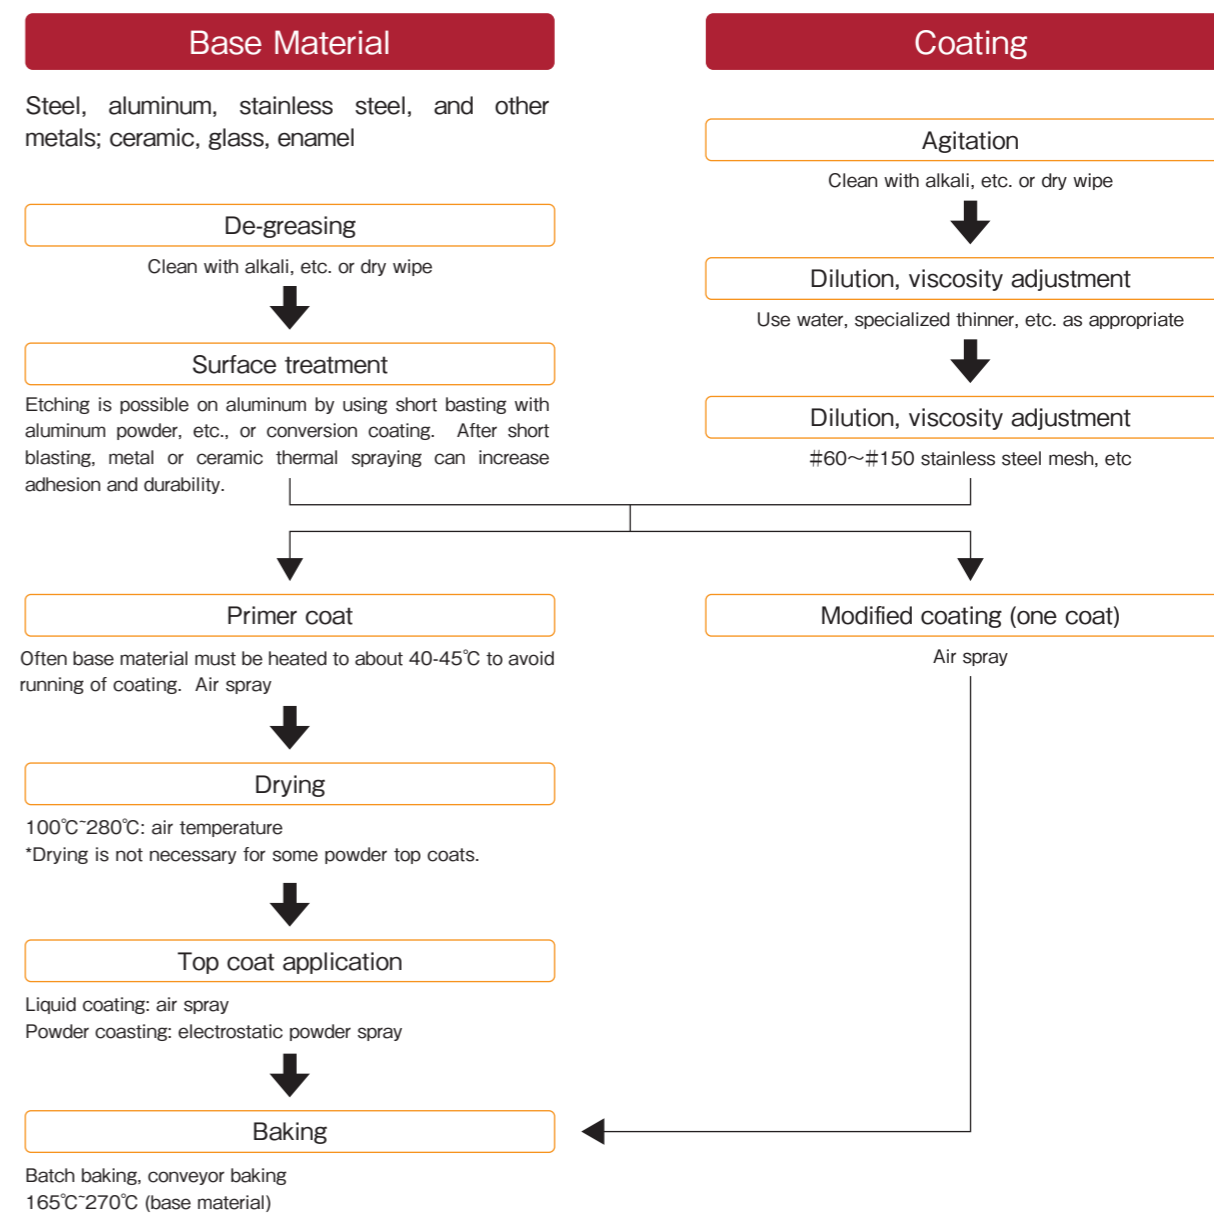 Base Material
Steel, aluminum, stainless steel, and other
metals; ceramic, glass, enamel
De-greasing
Clean with alkali, etc. or dry wipe
Surface treatment
Etching is possible on aluminum by using short basting with
aluminum powder, etc., or conversion coating. After short
blasting, metal or ceramic thermal spraying can increase
adhesion and durability.
Coating
Agitation
Clean with alkali, etc. or dry wipe
Dilution, viscosity adjustment
Use water, specialized thinner, etc. as appropriate
Dilution, viscosity adjustment
#60～#150 stainless steel mesh, etc
Primer coat
Often base material must be heated to about 40-45℃ to avoid
running of coating. Air spray
Drying
100℃~280℃: air temperature
*Drying is not necessary for some powder top coats.
Top coat application
Liquid coating: air spray
Powder coasting: electrostatic powder spray
Modified coating (one coat)
Air spray
Baking
Batch baking, conveyor baking
165℃~270℃ (base material)